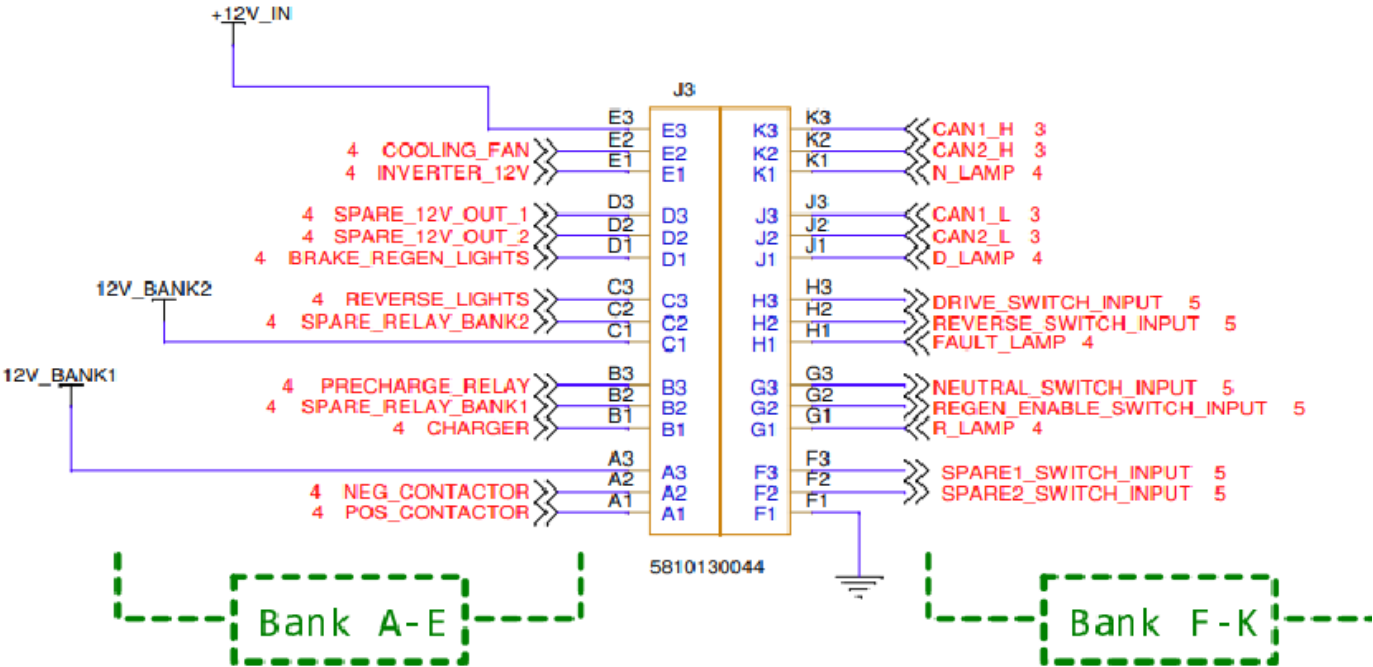 +12V_IN
J3
E3 E3 K3 K3 CAN1_H 3
4 COOLING_FAN E2 E2 K2 K2 CAN2_H 3
4 INVERTER_12V E1 E1 K1 K1 N_LAMP 4
4 SPARE_12V_OUT_1 D3 D3 J3 J3 CAN1_L 3
4 SPARE_12V_OUT_2 D2 D2 J2 J2 CAN2_L 3
4 BRAKE_REGEN_LIGHTS D1 D1 J1 J1 D_LAMP 4
12V_BANK2
4 REVERSE_LIGHTS C3 C3 H3 H3 DRIVE_SWITCH_INPUT 5
4 SPARE_RELAY_BANK2 C2 C2 H2 H2 REVERSE_SWITCH_INPUT 5
C1 C1 H1 H1 FAULT_LAMP 4
12V_BANK1
4 PRECHARGE_RELAY B3 B3 G3 G3 NEUTRAL_SWITCH_INPUT 5
4 SPARE_RELAY_BANK1 B2 B2 G2 G2 REGEN_ENABLE_SWITCH_INPUT 5
4 CHARGER B1 B1 G1 G1 R_LAMP 4
A3 A3 F3 F3 SPARE1_SWITCH_INPUT 5
4 NEG_CONTACTOR A2 A2 F2 F2 SPARE2_SWITCH_INPUT 5
4 POS_CONTACTOR A1 A1 F1 F1
5810130044
Bank A-E
Bank F-K